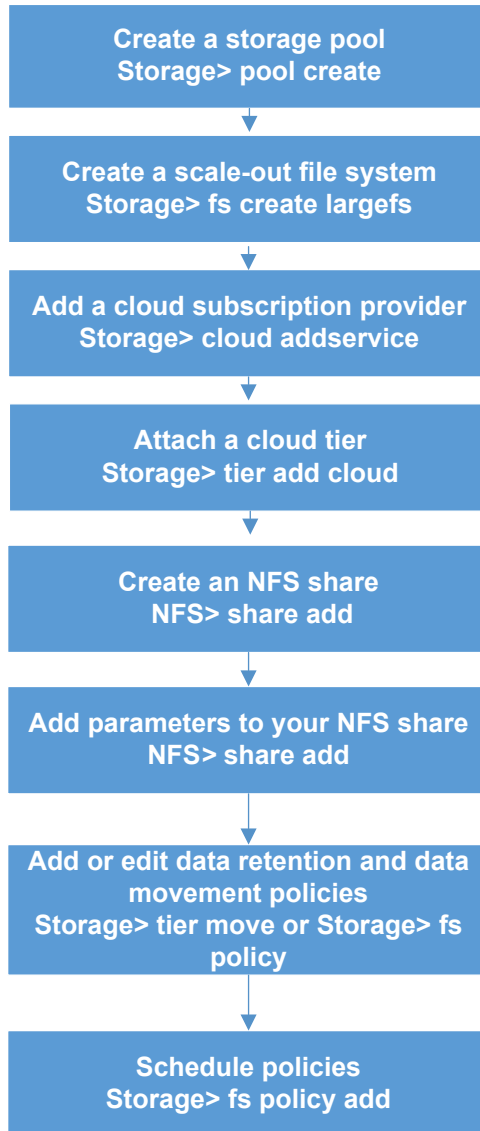 Create a storage pool
Storage> pool create
Create a scale-out file system
Storage> fs create largefs
Add a cloud subscription provider
Storage> cloud addservice
Attach a cloud tier
Storage> tier add cloud
Create an NFS share
NFS> share add
Add parameters to your NFS share
NFS> share add
Add or edit data retention and data
movement policies
Storage> tier move or Storage> fs
policy
Schedule policies
Storage> fs policy add